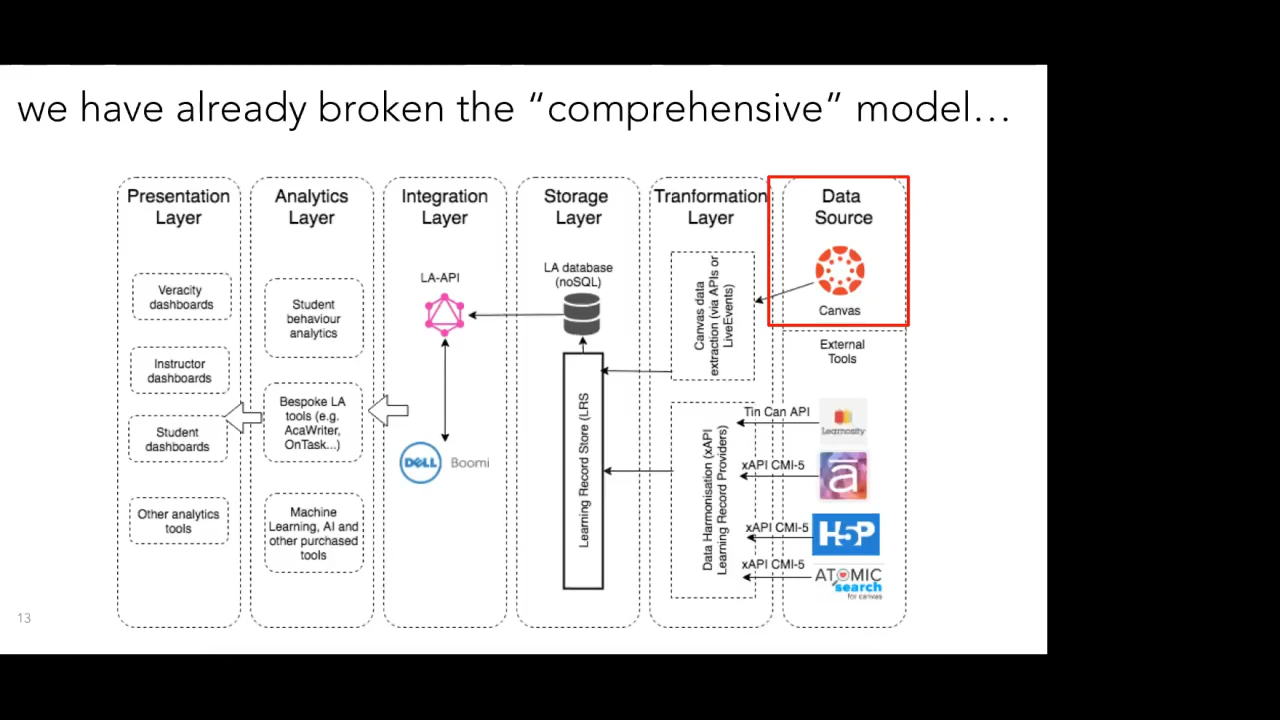 we have already broken the “comprehensive” model…
Presentation
Layer
Veracity
dashboards
Instructor
dashboards
Student
dashboards
Other analytics
tools
Analytics
Layer
Student
behaviour
analytics
Bespoke LA
tools (e.g.
AcaWriter,
OnTask...)
Machine
Learning, AI and
other purchased
tools
Integration
Layer
LA-API
DELL Boomi
Storage
Layer
LA database
(noSQL)
Learning Record Store (LRS
Tranformation
Layer
Canvas data
extraction (via APIs or
LiveEvents)
Data Harmonisation (xAPI
Learning Record Providers)
Data
Source
Canvas
External
Tools
Tin Can API
Learnosity
xAPI CMI-5
a
xAPI CMI-5
H5P
xAPI CMI-5
ATOMIC
search
for canvas
13